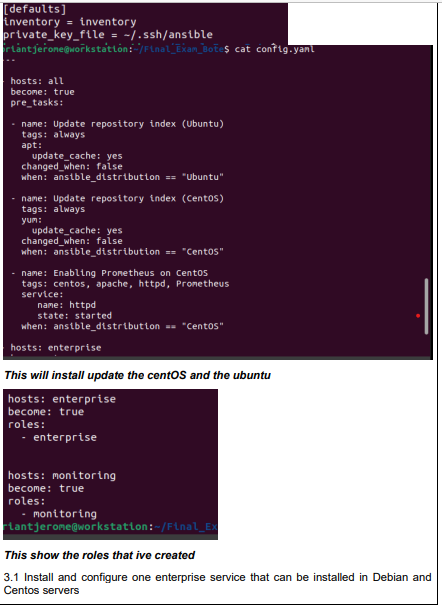 [defaults]
inventory = inventory
private_key_file = ~/.ssh/ansible
riantjerome@workstation:~/Final_Exam_Bote$ cat config.yaml
---
- hosts: all
become: true
pre_tasks:
- name: Update repository index (Ubuntu)
tags: always
apt:
update_cache: yes
changed_when: false
when: ansible_distribution == "Ubuntu"
- name: Update repository index (CentOS)
tags: always
yum:
update_cache: yes
changed_when: false
when: ansible_distribution == "CentOS"
- name: Enabling Prometheus on CentOS
tags: centos, apache, httpd, Prometheus
service:
name: httpd
state: started
when: ansible_distribution == "CentOS"
hosts: enterprise
This will install update the centOS and the ubuntu
hosts: enterprise
become: true
roles:
- enterprise
hosts: monitoring
become: true
roles:
- monitoring
riantjerome@workstation:~/Final_Ex
This show the roles that ive created
3.1 Install and configure one enterprise service that can be installed in Debian and
Centos servers